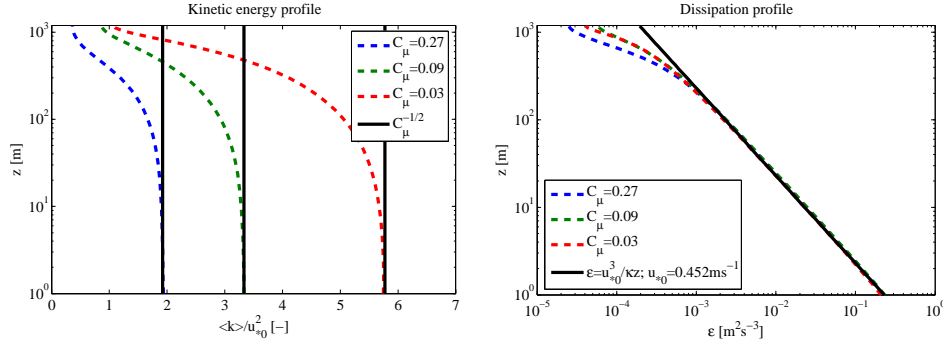 Kinetic energy profile
10³
10²
10¹
10⁰
z [m]
C_μ=0.27
C_μ=0.09
C_μ=0.03
C_μ^{-1/2}
0 1 2 3 4 5 6 7
<k>/u²_{*0} [-]
Dissipation profile
10³
10²
10¹
10⁰
z [m]
C_μ=0.27
C_μ=0.09
C_μ=0.03
ε=u³_{*0}/κz; u_{*0}=0.452ms⁻¹
10⁻⁵ 10⁻⁴ 10⁻³ 10⁻² 10⁻¹ 10⁰
ε [m²s⁻³]